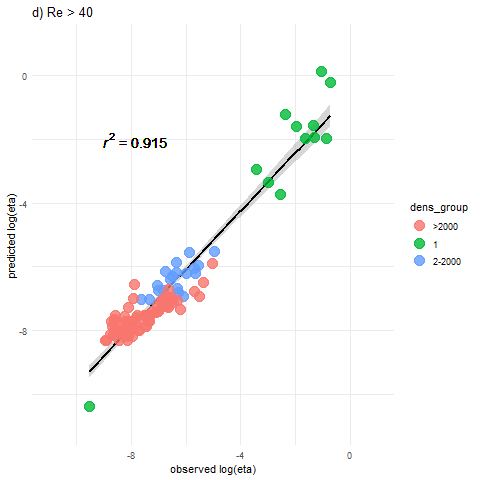 d) Re > 40
0
r² = 0.915
-4
-8
predicted log(eta)
-8
-4
0
observed log(eta)
dens_group
>2000
1
2-2000